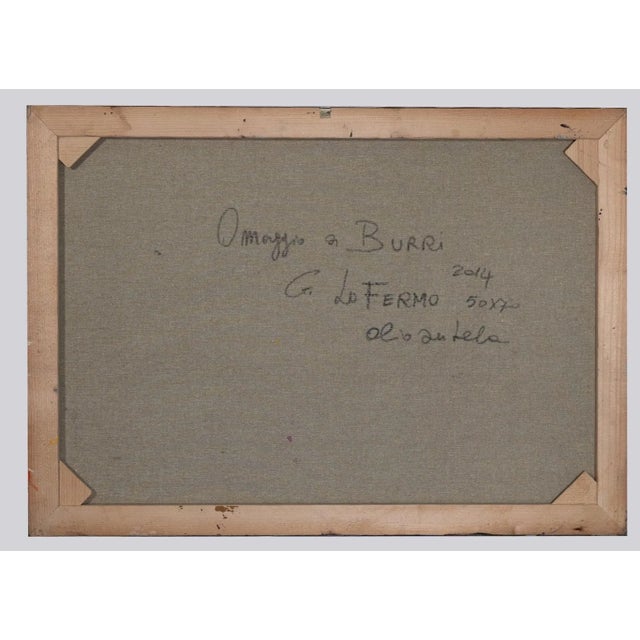 Omaggio a BURRI
G. Lo FERMO 2014
50x70
olio su tela